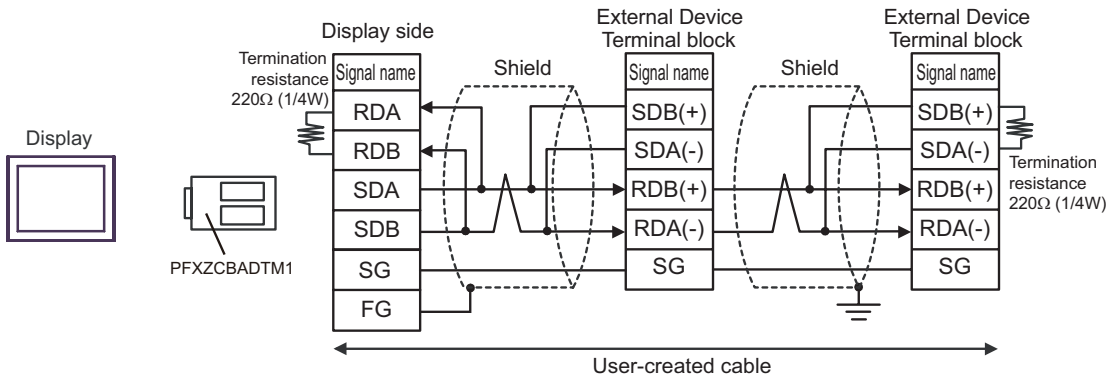 Display
PFXZCBADTM1
Display side
Termination
resistance
220Ω (1/4W)
Signal name
RDA
RDB
SDA
SDB
SG
FG
Shield
External Device
Terminal block
Signal name
SDB(+)
SDA(-)
RDB(+)
RDA(-)
SG
Shield
External Device
Terminal block
Signal name
SDB(+)
SDA(-)
RDB(+)
RDA(-)
SG
Termination
resistance
220Ω (1/4W)
User-created cable